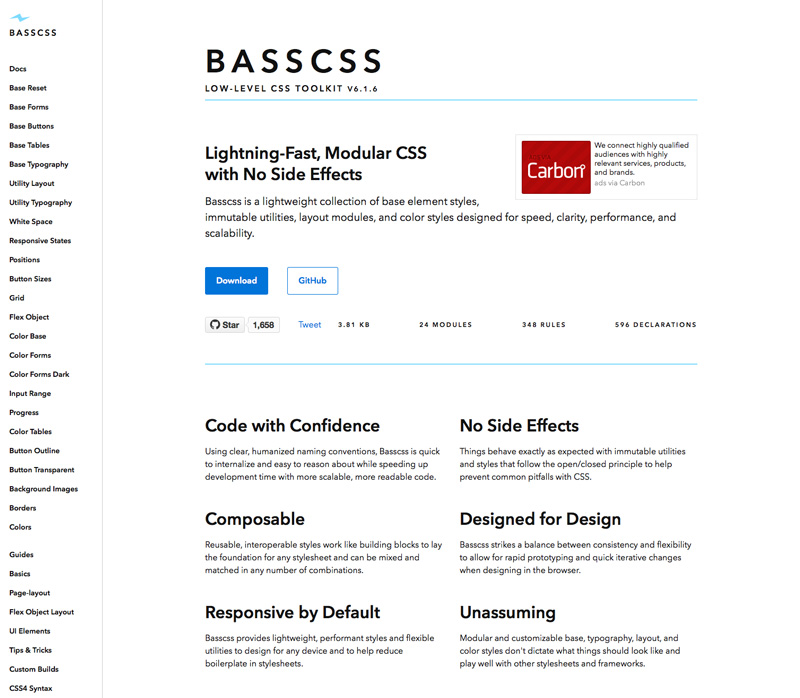 BASSCSS
Docs
Base Reset
Base Forms
Base Buttons
Base Tables
Base Typography
Utility Layout
Utility Typography
White Space
Responsive States
Positions
Button Sizes
Grid
Flex Object
Color Base
Color Forms
Color Forms Dark
Input Range
Progress
Color Tables
Button Outline
Button Transparent
Background Images
Borders
Colors
Guides
Basics
Page-layout
Flex Object Layout
UI Elements
Tips & Tricks
Custom Builds
CSS4 Syntax
BASSCSS
LOW-LEVEL CSS TOOLKIT V6.1.6
Lightning-Fast, Modular CSS
with No Side Effects
Carbon
We connect highly qualified
audiences with highly
relevant services, products,
and brands.
ads via Carbon
Basscss is a lightweight collection of base element styles,
immutable utilities, layout modules, and color styles designed for speed, clarity, performance, and
scalability.
Download
GitHub
Star 1,658 Tweet 3.81 KB 24 MODULES 348 RULES 596 DECLARATIONS
Code with Confidence
Using clear, humanized naming conventions, Basscss is quick
to internalize and easy to reason about while speeding up
development time with more scalable, more readable code.
No Side Effects
Things behave exactly as expected with immutable utilities
and styles that follow the open/closed principle to help
prevent common pitfalls with CSS.
Composable
Reusable, interoperable styles work like building blocks to lay
the foundation for any stylesheet and can be mixed and
matched in any number of combinations.
Designed for Design
Basscss strikes a balance between consistency and flexibility
to allow for rapid prototyping and quick iterative changes
when designing in the browser.
Responsive by Default
Basscss provides lightweight, performant styles and flexible
utilities to design for any device and to help reduce
boilerplate in stylesheets.
Unassuming
Modular and customizable base, typography, layout, and
color styles don't dictate what things should look like and
play well with other stylesheets and frameworks.